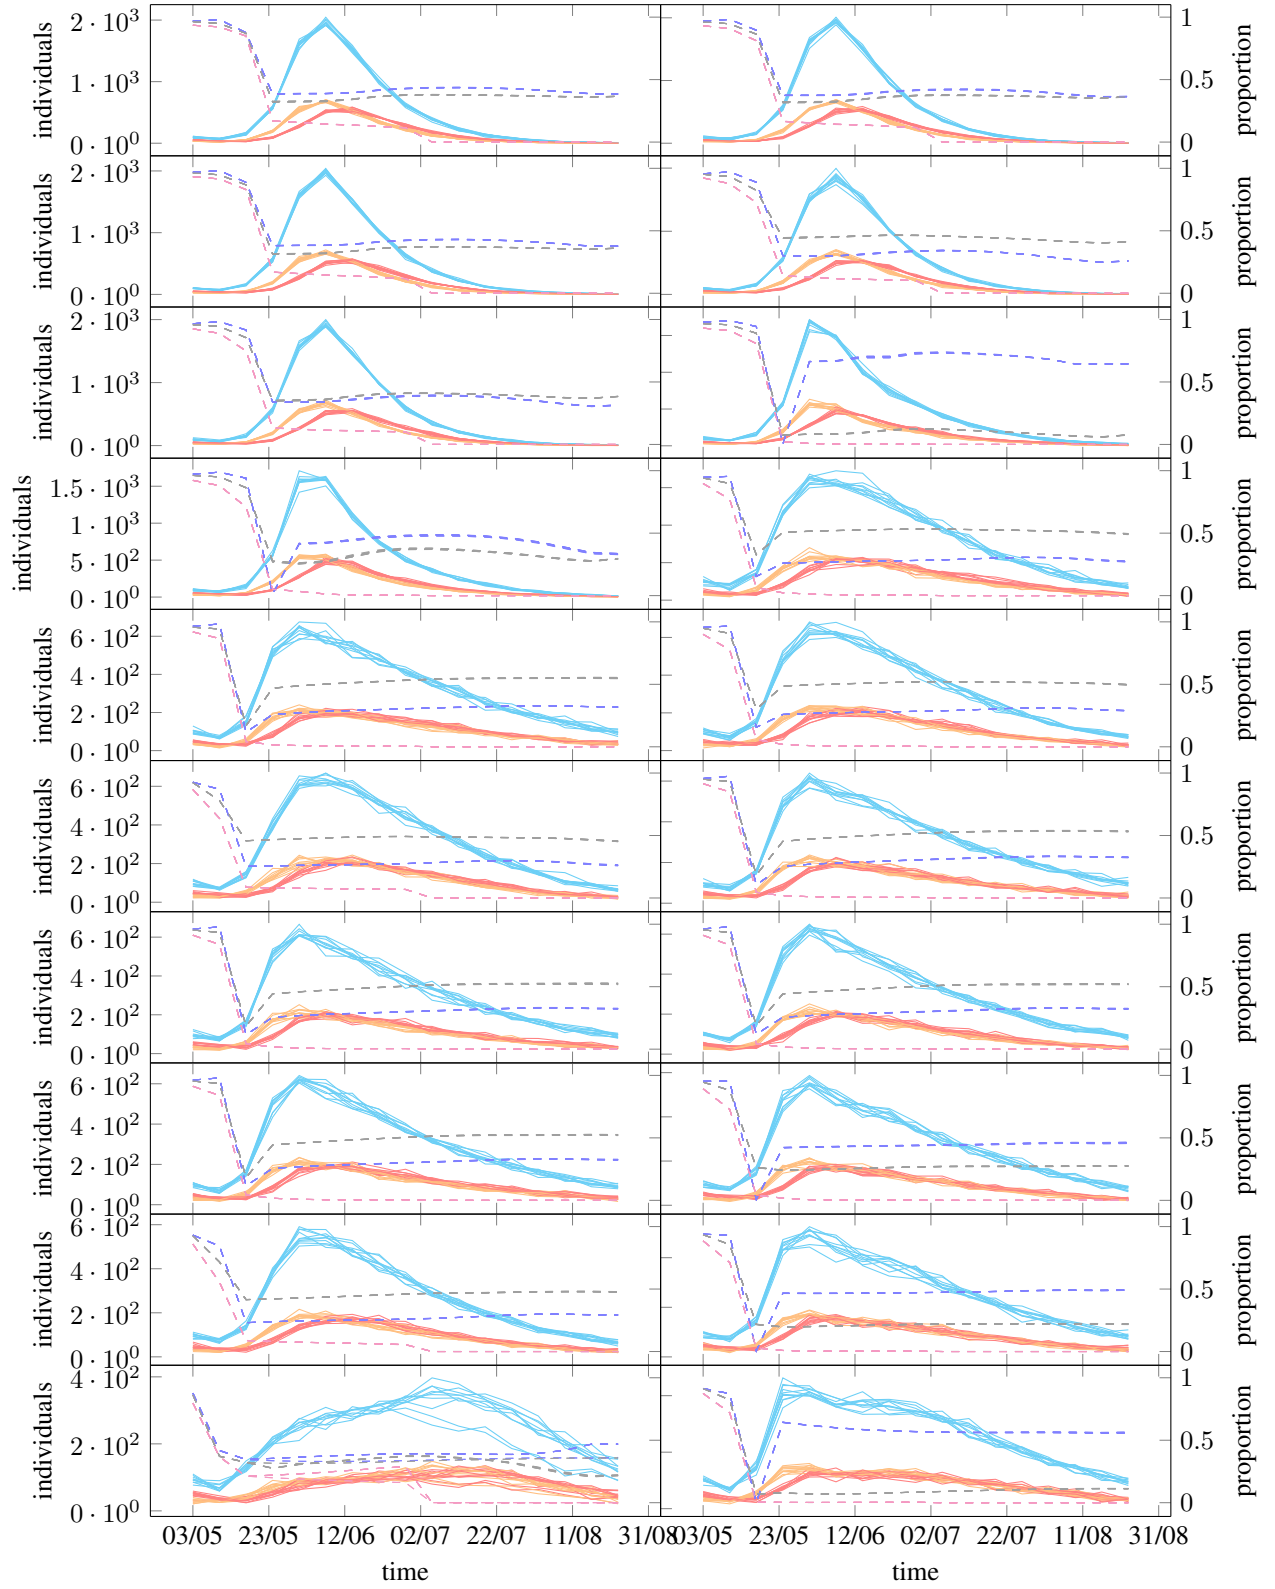 individuals
2 · 10³
1 · 10³
0 · 10⁰
1
0.5
0
proportion
individuals
2 · 10³
1 · 10³
0 · 10⁰
1
0.5
0
proportion
individuals
2 · 10³
1 · 10³
0 · 10⁰
1
0.5
0
proportion
individuals
1.5 · 10³
1 · 10³
5 · 10²
0 · 10⁰
1
0.5
0
proportion
individuals
6 · 10²
4 · 10²
2 · 10²
0 · 10⁰
1
0.5
0
proportion
individuals
6 · 10²
4 · 10²
2 · 10²
0 · 10⁰
1
0.5
0
proportion
individuals
6 · 10²
4 · 10²
2 · 10²
0 · 10⁰
1
0.5
0
proportion
individuals
6 · 10²
4 · 10²
2 · 10²
0 · 10⁰
1
0.5
0
proportion
individuals
6 · 10²
4 · 10²
2 · 10²
0 · 10⁰
1
0.5
0
proportion
individuals
4 · 10²
2 · 10²
0 · 10⁰
1
0.5
0
proportion
03/05 23/05 12/06 02/07 22/07 11/08 31/08 03/05 23/05 12/06 02/07 22/07 11/08 31/08
time time